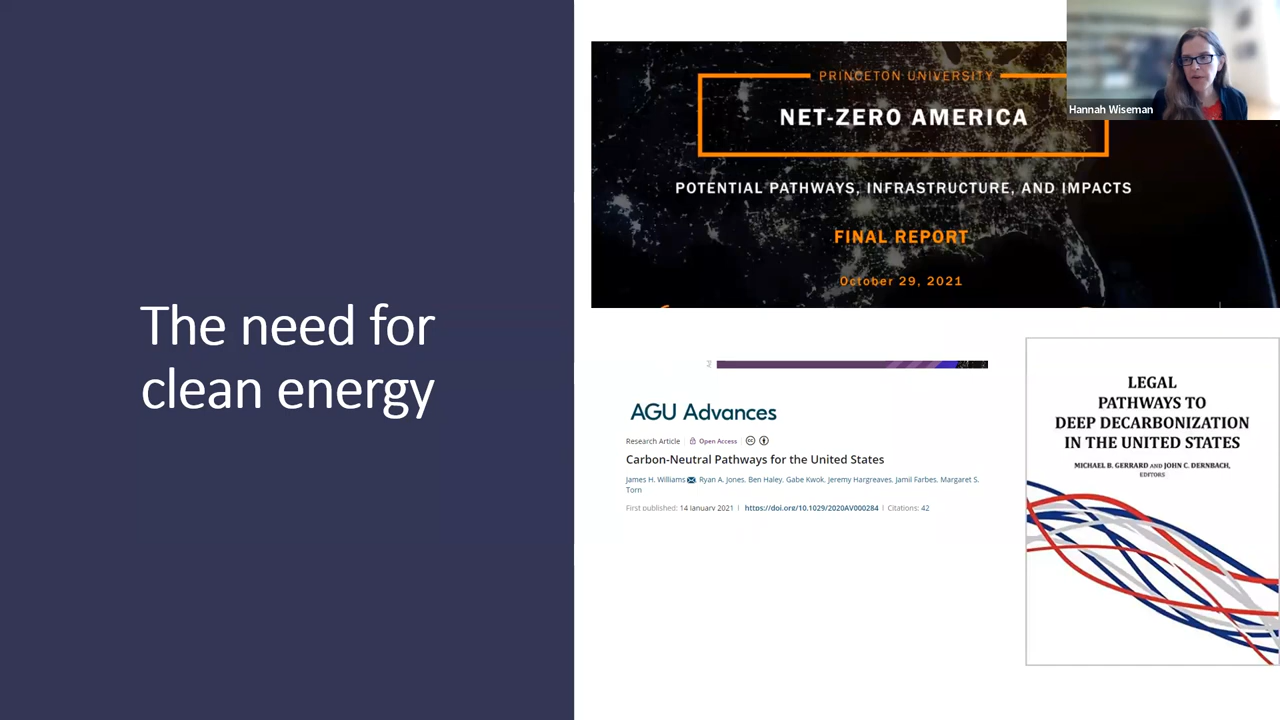 The need for
clean energy
PRINCETON UNIVERSITY
NET-ZERO AMERICA
POTENTIAL PATHWAYS, INFRASTRUCTURE, AND IMPACTS
FINAL REPORT
October 29, 2021
Hannah Wiseman
AGU Advances
Research Article | Open Access |
Carbon-Neutral Pathways for the United States
James H. Williams, Ryan A. Jones, Ben Haley, Gabe Kwok, Jeremy Hargreaves, Jamil Farbes, Margaret S.
Torn
First published: 14 January 2021 | https://doi.org/10.1029/2020AV000284 | Citations: 42
LEGAL
PATHWAYS TO
DEEP DECARBONIZATION
IN THE UNITED STATES
MICHAEL B. GERRARD AND JOHN C. DERNBACH,
EDITORS